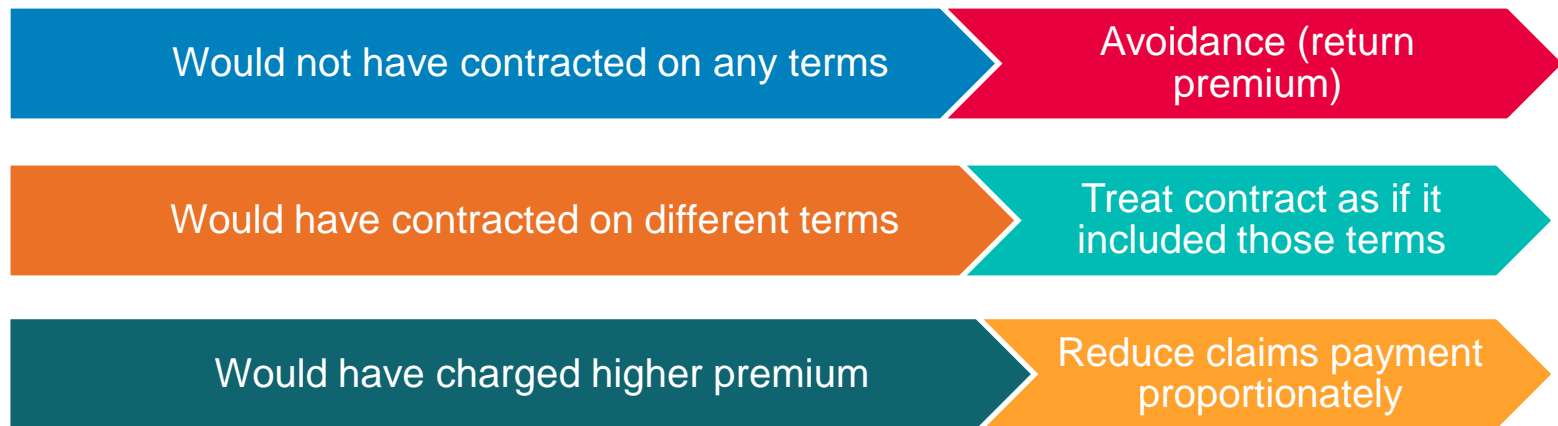 Would not have contracted on any terms
Avoidance (return
premium)
Would have contracted on different terms
Treat contract as if it
included those terms
Would have charged higher premium
Reduce claims payment
proportionately